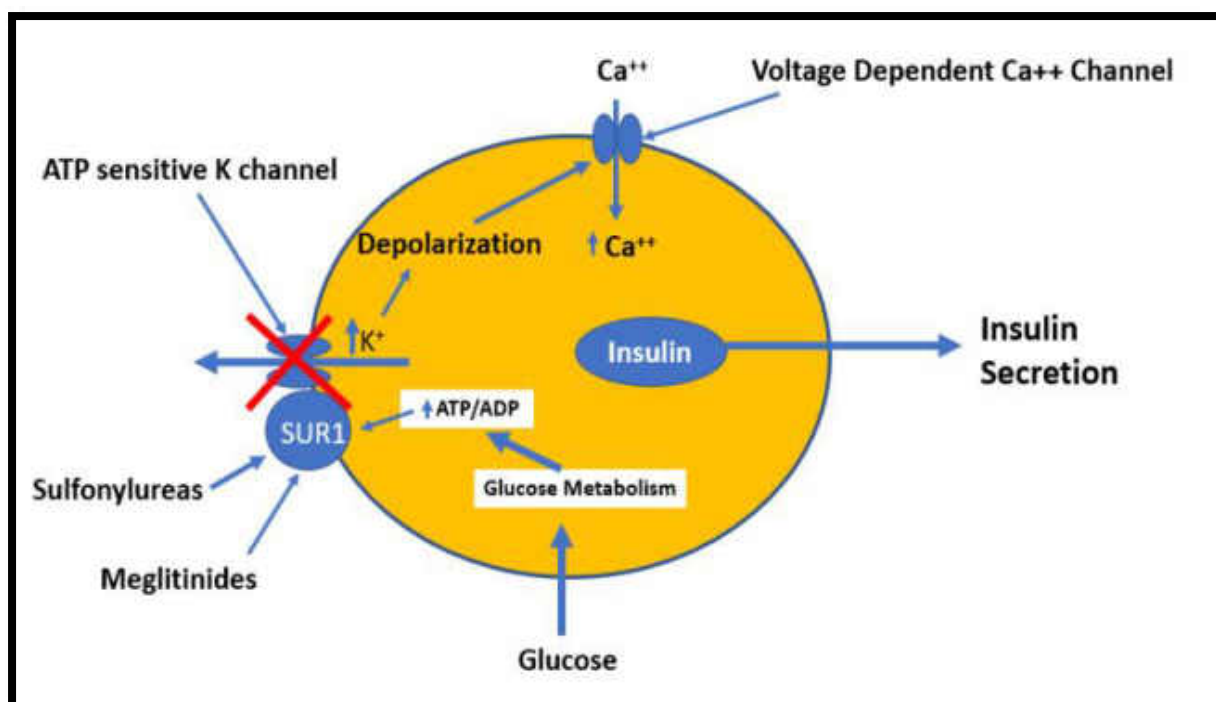 Ca⁺⁺
Voltage Dependent Ca++ Channel
ATP sensitive K channel
Depolarization
Ca⁺⁺
K⁺
Insulin
Insulin
Secretion
ATP/ADP
SUR1
Sulfonylureas
Glucose Metabolism
Meglitinides
Glucose